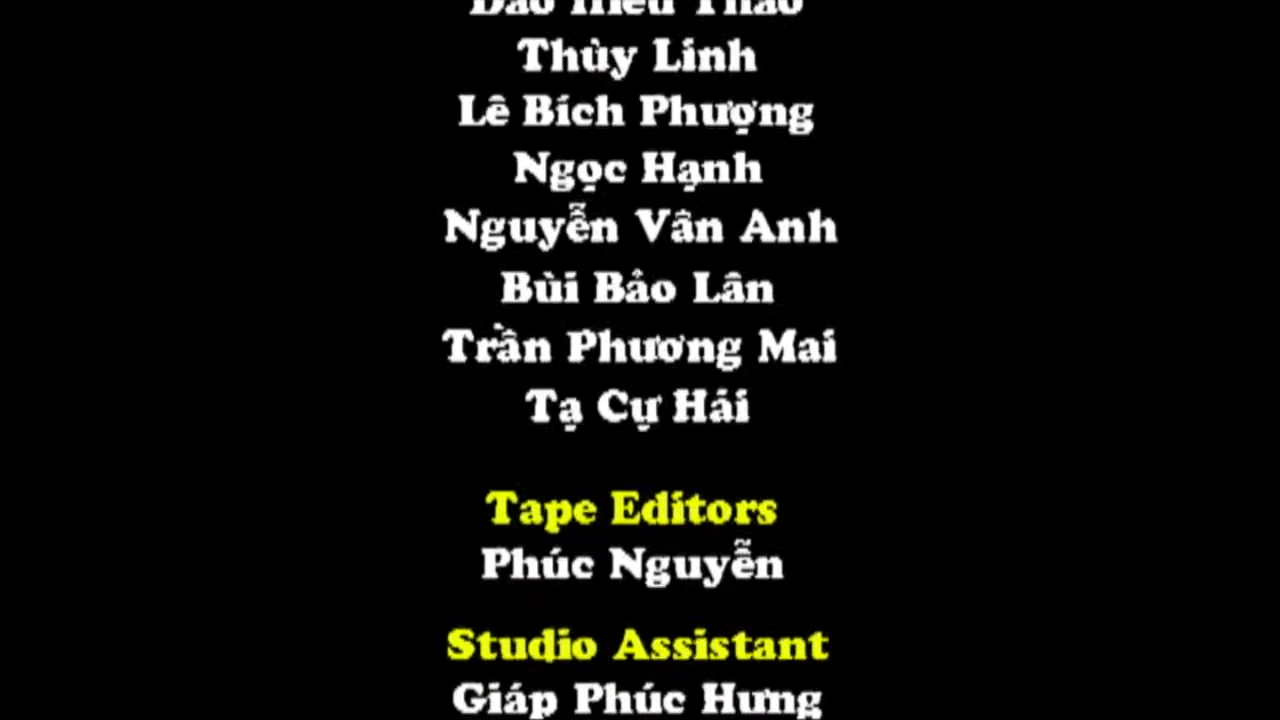 Thùy Linh
Lê Bích Phượng
Ngọc Hạnh
Nguyễn Vân Anh
Bùi Bảo Lân
Trần Phương Mai
Tạ Cự Hải
Tape Editors
Phúc Nguyễn
Studio Assistant
Giáp Phúc Hưng